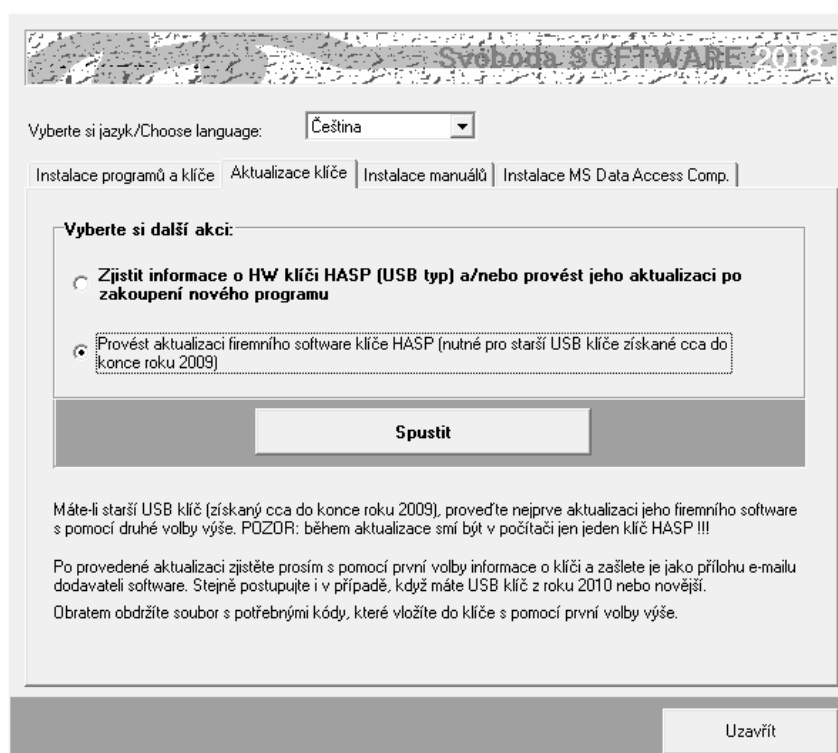 Svoboda SOFTWARE 2018
Vyberte si jazyk/Choose language: Čeština
Instalace programů a klíče Aktualizace klíče Instalace manuálů Instalace MS Data Access Comp.
Vyberte si další akci:
Zjistit informace o HW klíči HASP (USB typ) a/nebo provést jeho aktualizaci po
zakoupení nového programu
Provést aktualizaci firemního software klíče HASP (nutné pro starší USB klíče získané cca do
konce roku 2009)
Spustit
Máte-li starší USB klíč (získaný cca do konce roku 2009), proveďte nejprve aktualizaci jeho firemního software
s pomocí druhé volby výše. POZOR: během aktualizace smí být v počítači jen jeden klíč HASP !!!
Po provedené aktualizaci zjistěte prosím s pomocí první volby informace o klíči a zašlete je jako přílohu e-mailu
dodavateli software. Stejně postupujte i v případě, když máte USB klíč z roku 2010 nebo novější.
Obratem obdržíte soubor s potřebnými kódy, které vložíte do klíče s pomocí první volby výše.
Uzavřít